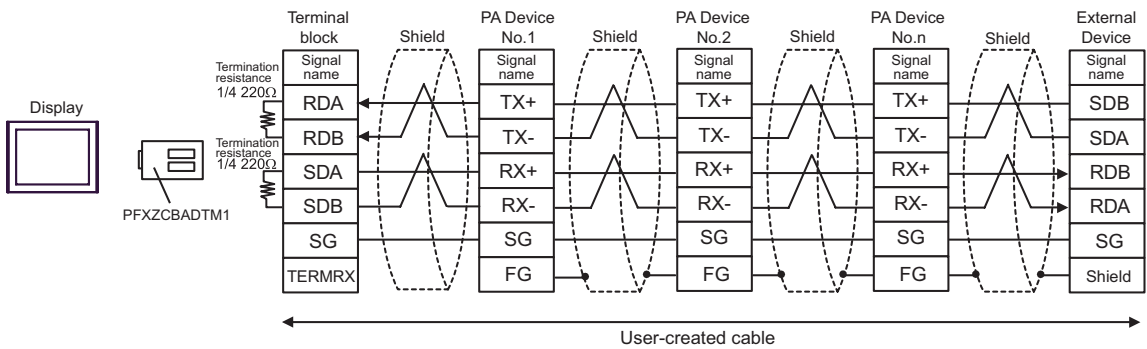 Terminal block
Shield
PA Device No.1
Shield
PA Device No.2
Shield
PA Device No.n
Shield
External Device
Signal name
Signal name
Signal name
Signal name
Signal name
Termination resistance 1/4 220Ω
RDA
TX+
TX+
TX+
SDB
Display
RDB
TX-
TX-
TX-
SDA
Termination resistance 1/4 220Ω
SDA
RX+
RX+
RX+
RDB
SDB
RX-
RX-
RX-
RDA
PFXZCBADTM1
SG
SG
SG
SG
SG
TERMRX
FG
FG
FG
Shield
User-created cable